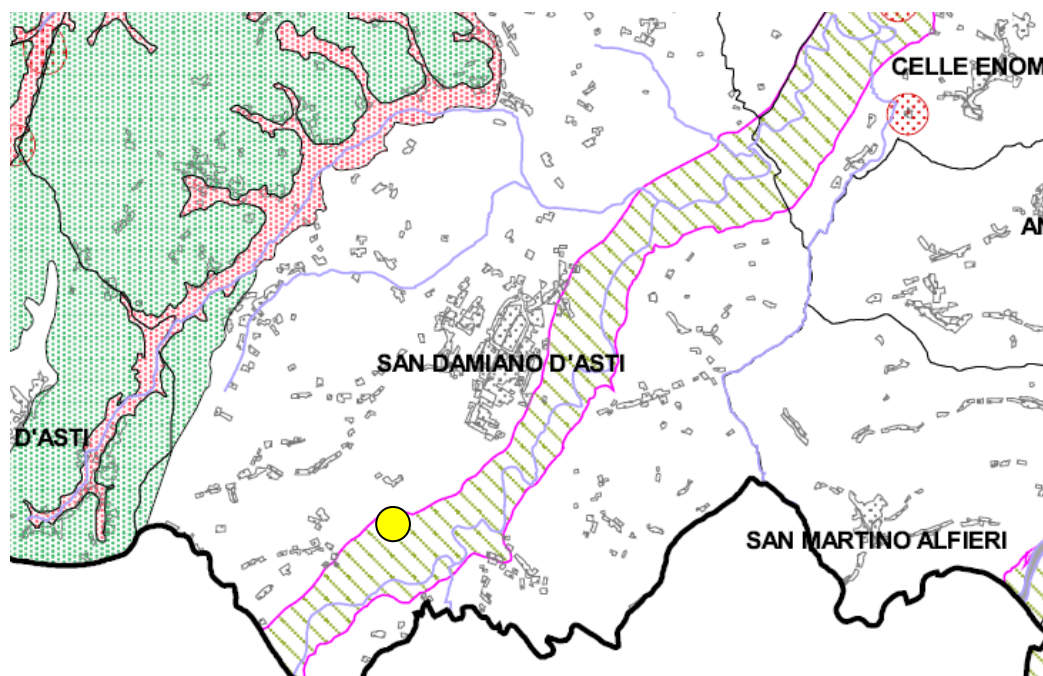 CELLE ENOM
AN
SAN DAMIANO D'ASTI
D'ASTI
SAN MARTINO ALFIERI